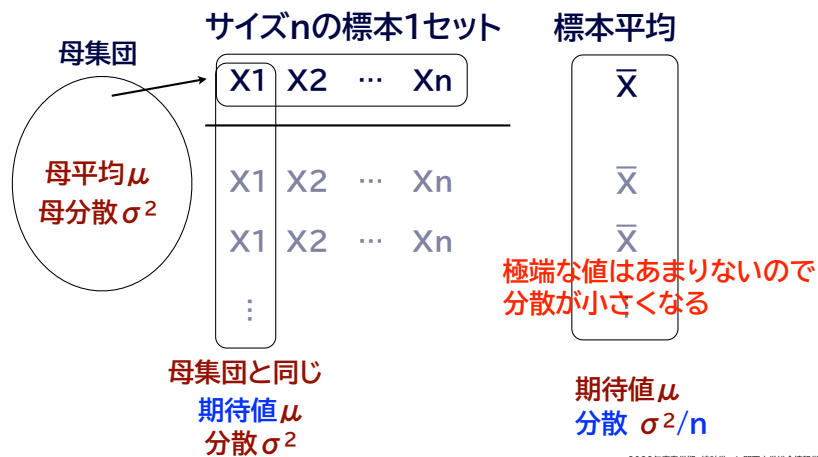 サイズnの標本1セット 標本平均
母集団
X1 X2 … Xn X̄
母平均μ
母分散σ²
X1 X2 … Xn X̄
X1 X2 … Xn X̄
極端な値はあまりないので
分散が小さくなる
⋮ ⋮
母集団と同じ
期待値μ
分散σ²
期待値μ
分散 σ²/n